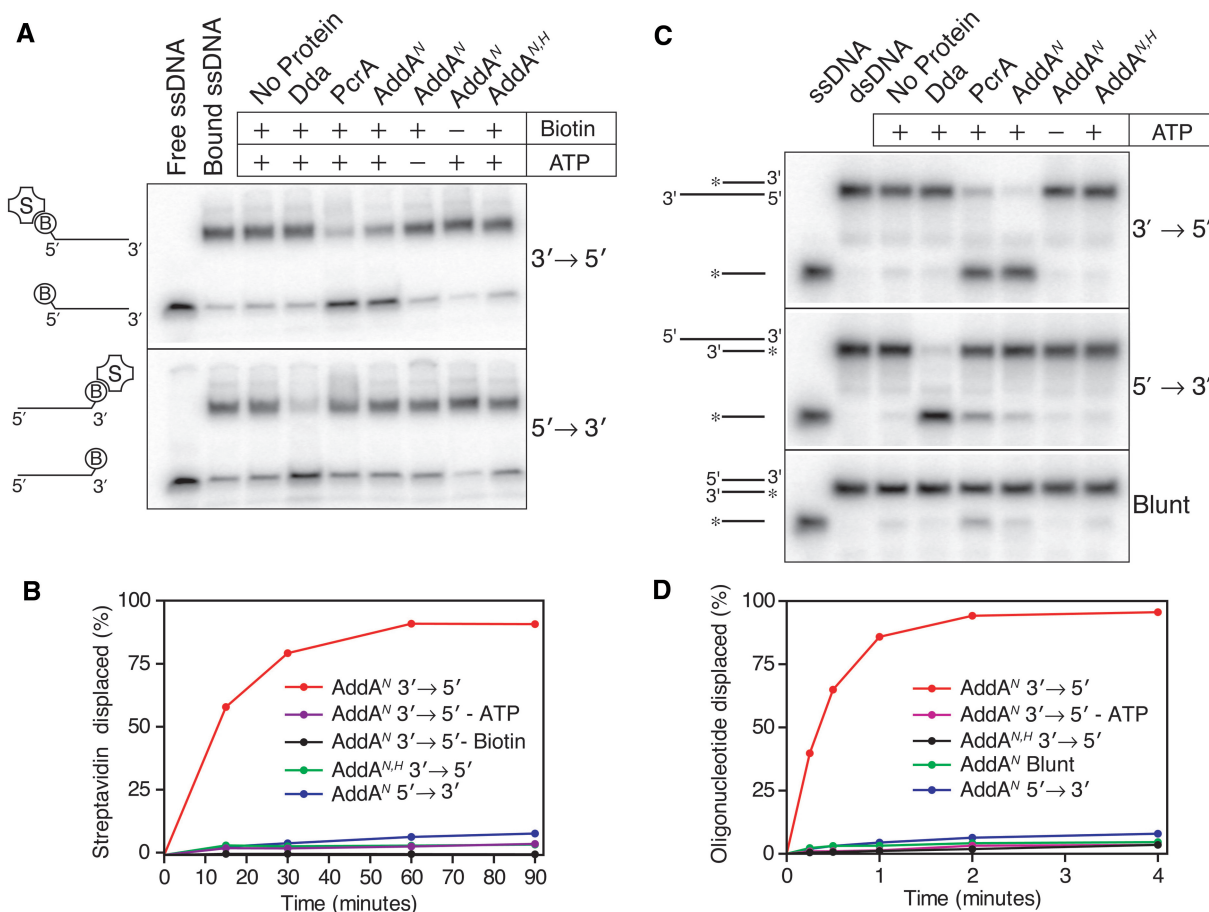 A
Free ssDNA
Bound ssDNA
No Protein
Dda
PcrA
AddA^N
AddA^N
AddA^N
AddA^N,H
+ + + + + − + Biotin
+ + + + − + + ATP
S
B
5′ 3′
B
5′ 3′
3′→ 5′
S
B
5′ 3′
B
5′ 3′
5′→ 3′
B
Streptavidin displaced (%)
100
75
50
25
0
0 10 20 30 40 50 60 70 80 90
Time (minutes)
AddA^N 3′→ 5′
AddA^N 3′→ 5′ - ATP
AddA^N 3′→ 5′- Biotin
AddA^N,H 3′→ 5′
AddA^N 5′→ 3′
C
ssDNA
dsDNA
No Protein
Dda
PcrA
AddA^N
AddA^N
AddA^N,H
+ + + + − + ATP
* 3'
3' 5'
*
3′→ 5′
5' 3'
3' *
*
5′→ 3′
5' 3'
3' *
*
Blunt
D
Oligonucleotide displaced (%)
100
75
50
25
0
0 1 2 3 4
Time (minutes)
AddA^N 3′→ 5′
AddA^N 3′→ 5′ - ATP
AddA^N,H 3′→ 5′
AddA^N Blunt
AddA^N 5′→ 3′